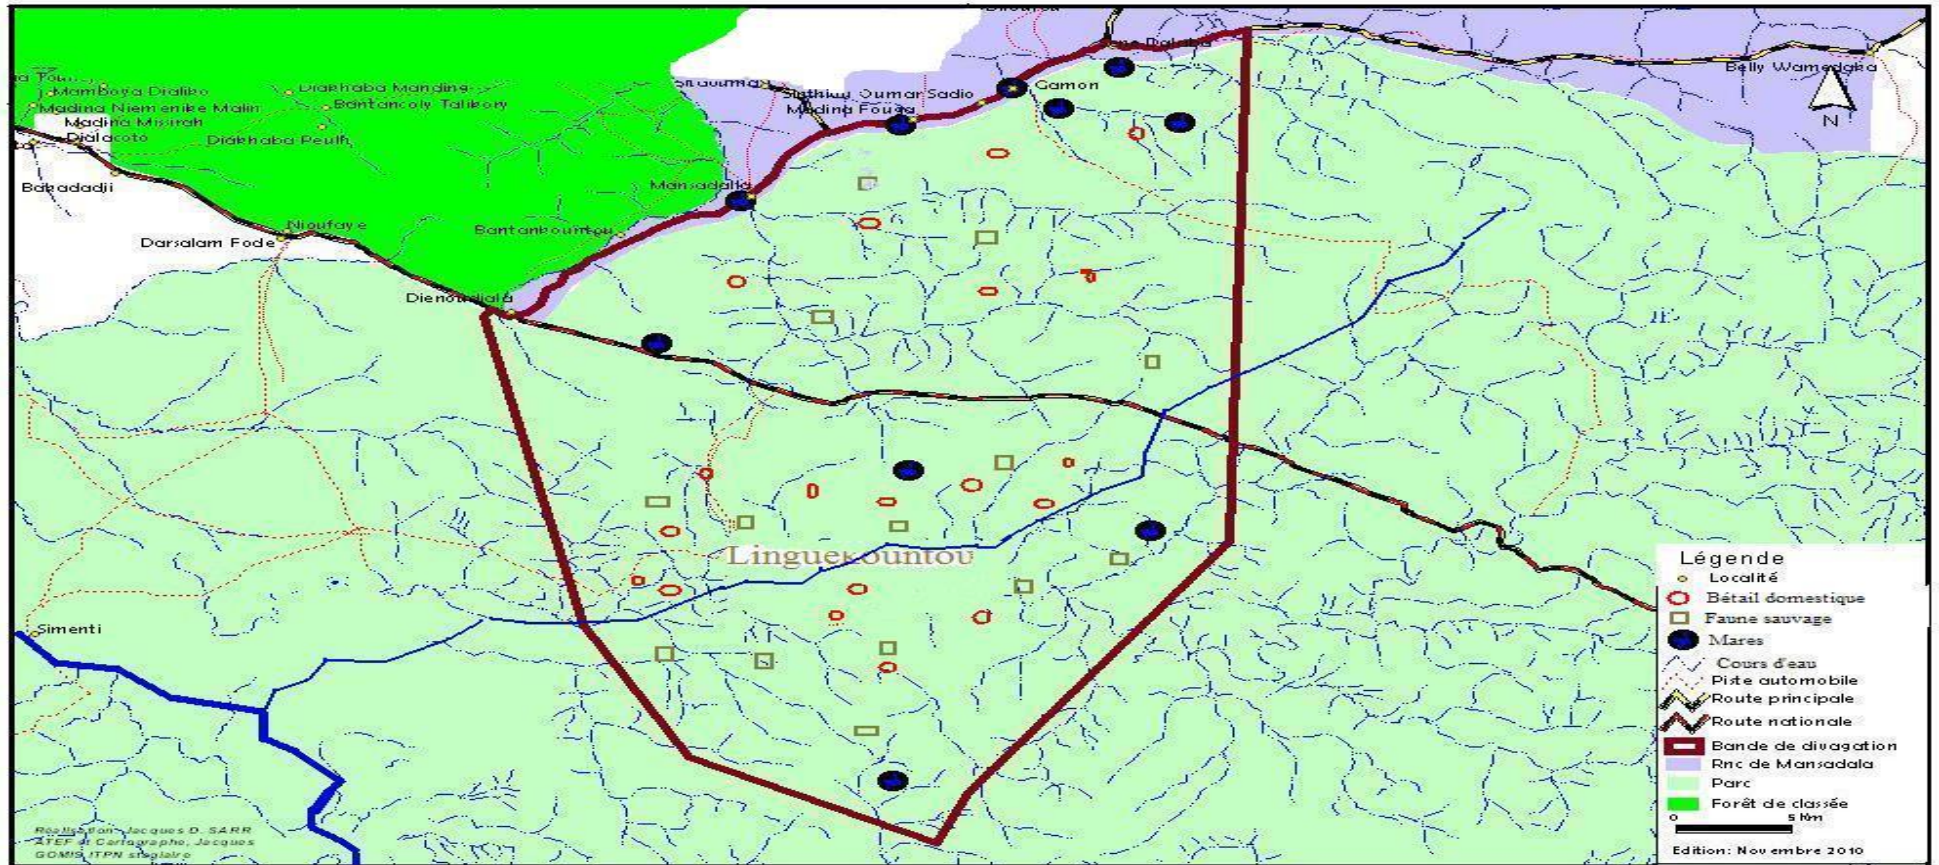 Belly Wamedaka
Mamboya Dialiko
Diakhaba Manding
Madina Niemenike Malin
Bantancoly Talibory
Madina Missirah
Dialacoto
Diakhaba Peulh
Oumar Sadio
Gamon
Madina Fouga
N
Bakadadji
Mansadala
Nioufaye
Darsalam Fode
Bantankountou
Dienoudiala
Linguekountou
Simenti
Légende
Localité
Bétail domestique
Faune sauvage
Mares
Cours d'eau
Piste automobile
Route principale
Route nationale
Bande de divagation
Rnc de Mansadala
Parc
Forêt de classée
0 5 km
Edition: Novembre 2010
Réalisation: Jacques D. SARR
ATEF et Cartographe, Jacques
GOMIS ITPN stagiaire